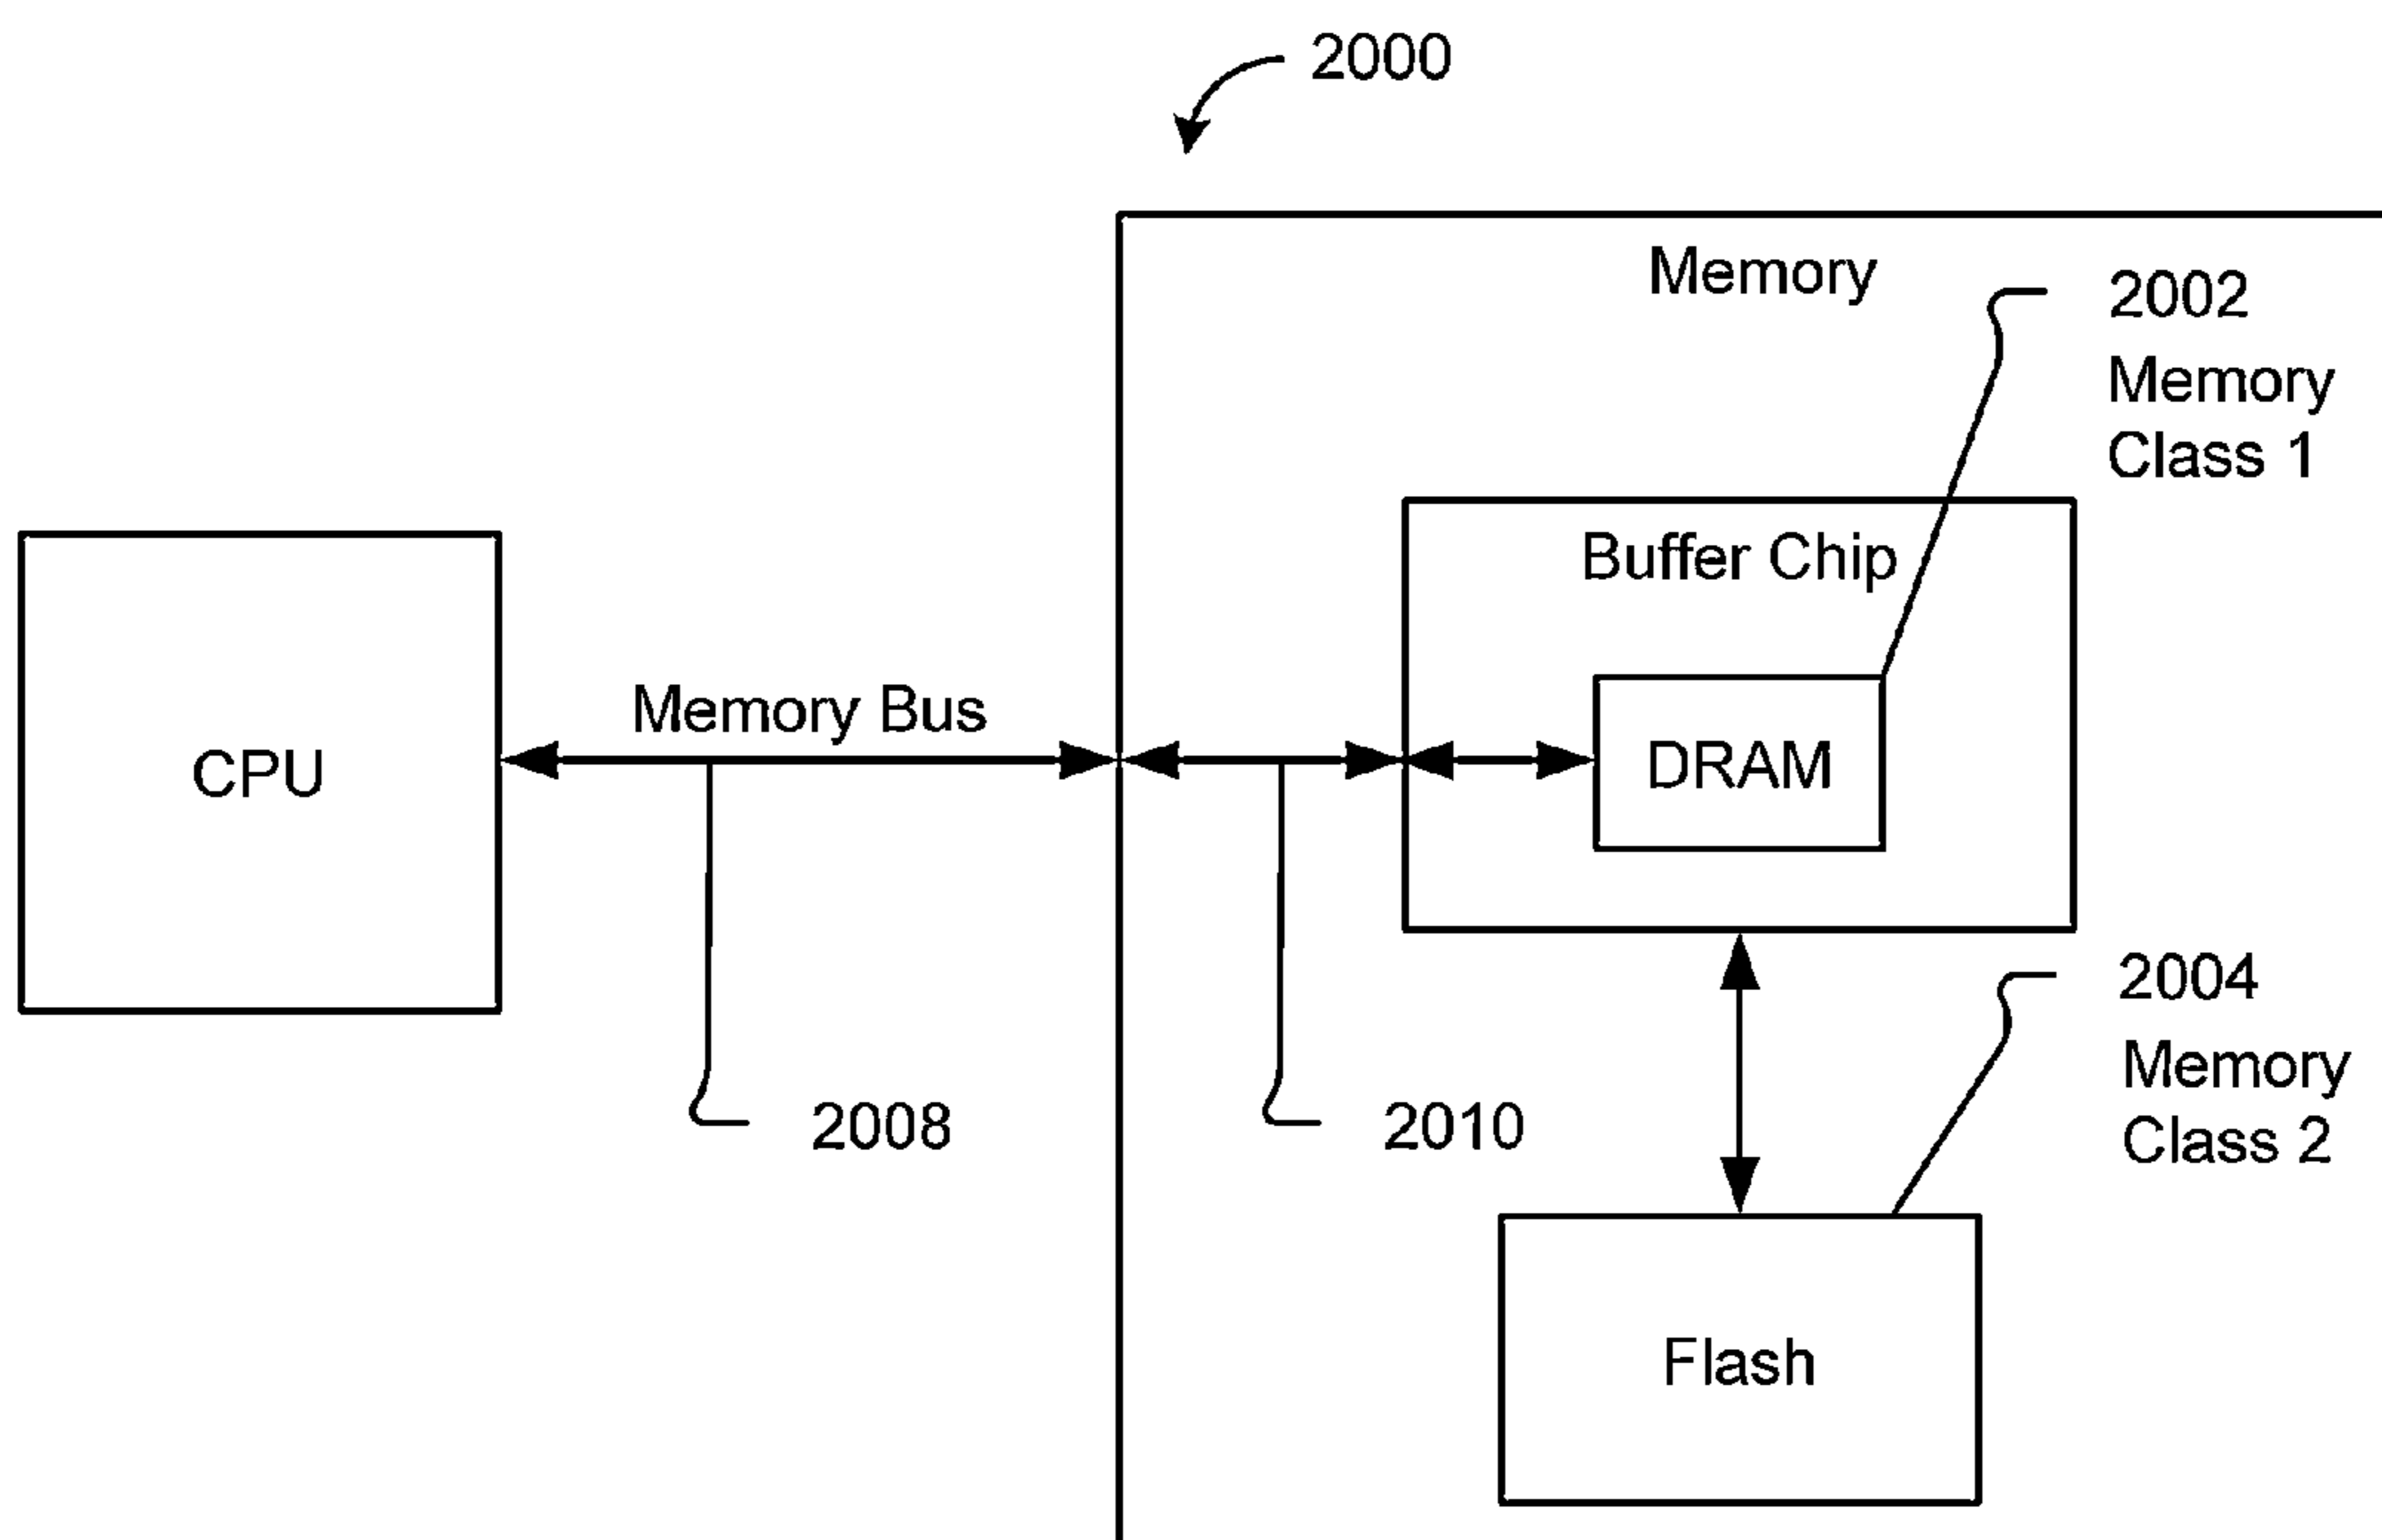 2000
Memory
2002
Memory
Class 1
Buffer Chip
Memory Bus
CPU
DRAM
2004
Memory
Class 2
2008
2010
Flash